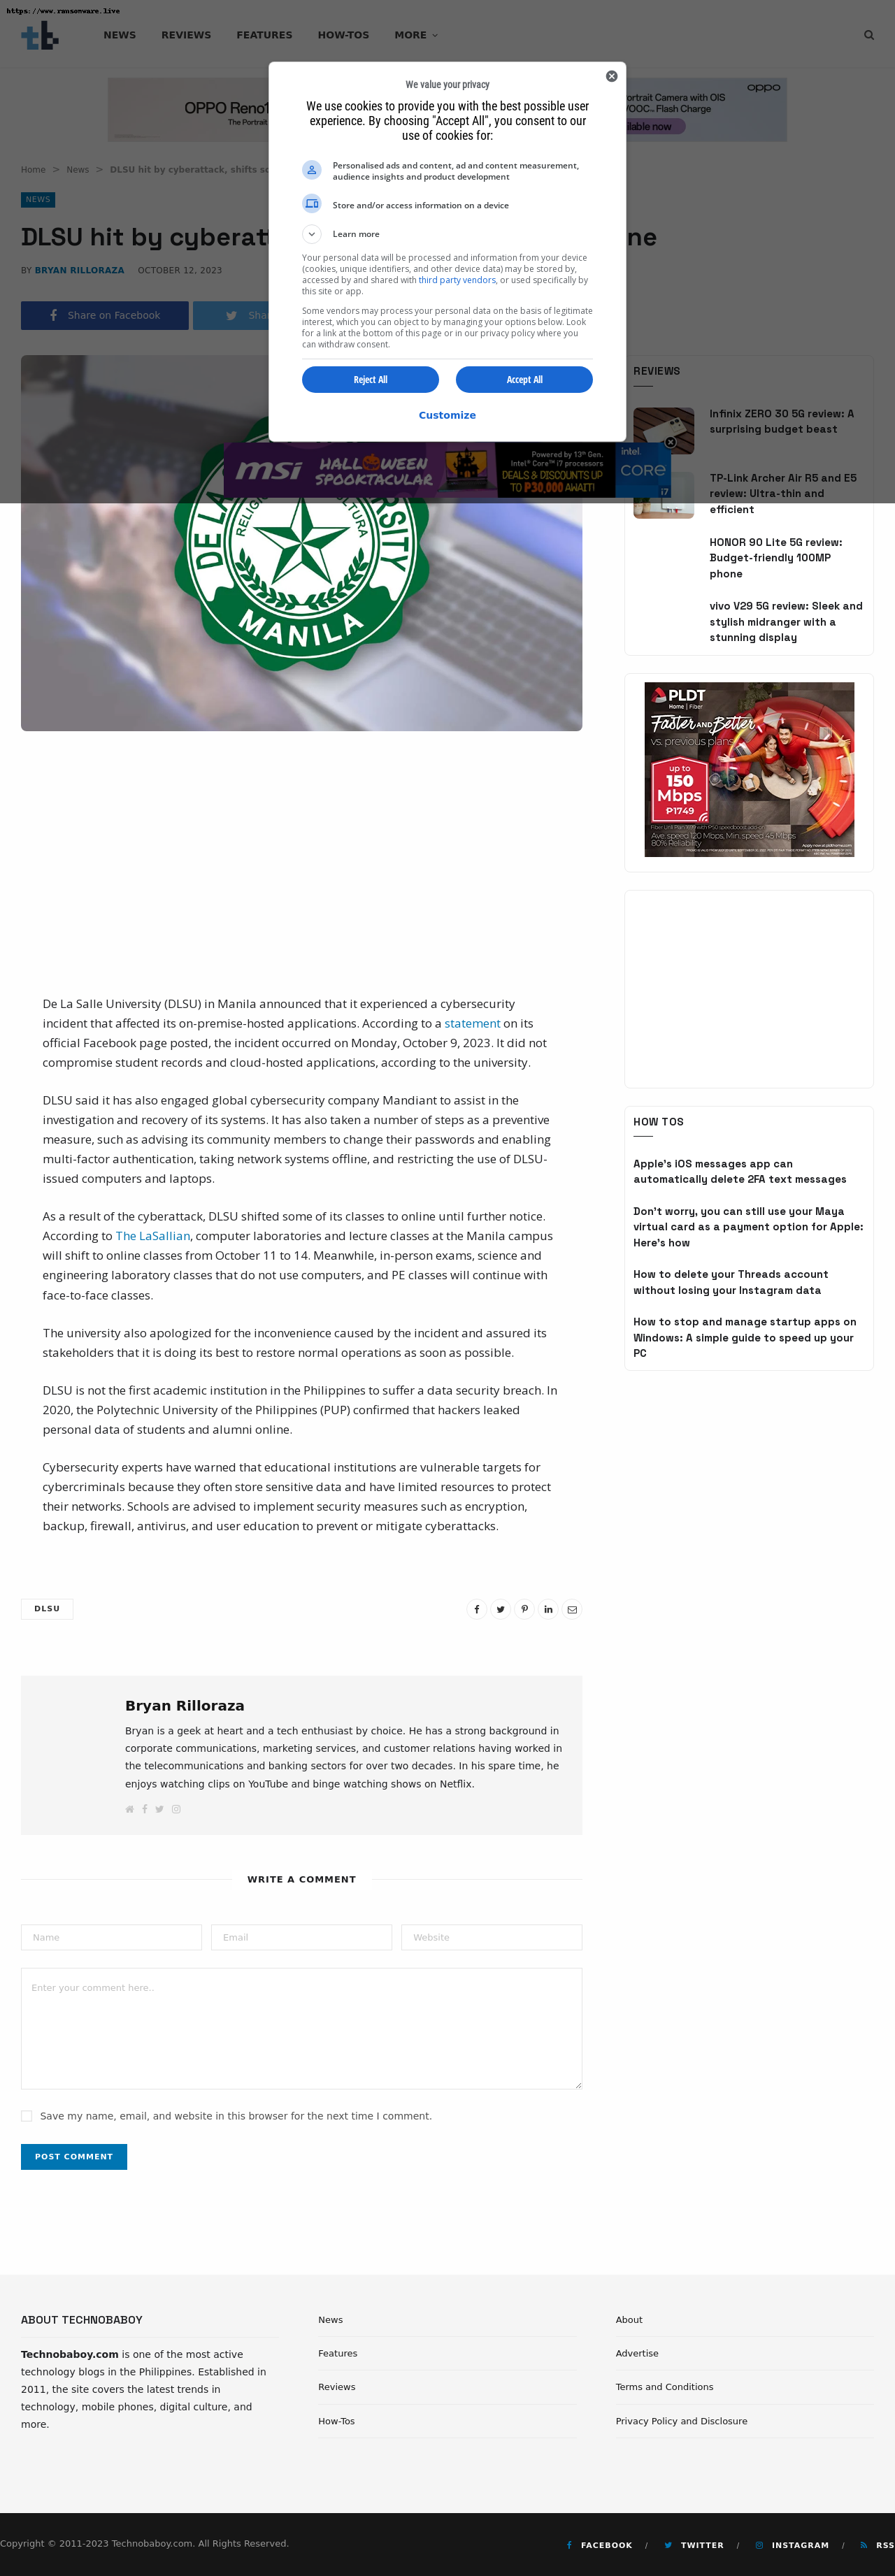 https://www.ransomware.live
tb
NEWS
REVIEWS
FEATURES
HOW-TOS
MORE
OPPO
The Portrait
Portrait Camera with OIS
VOOC™ Flash Charge
oppo
Home > News > DLSU hit by cyberattack, shifts
NEWS
DLSU hit by
BY BRYAN RILLORAZA OCTOBER 12, 2023
Share on Facebook
We value your privacy
We use cookies to provide you with the best possible user
experience. By choosing "Accept All", you consent to our
use of cookies for:
Personalised ads and content, ad and content measurement,
audience insights and product development
Store and/or access information on a device
Learn more
Your personal data will be processed and information from your device
(cookies, unique identifiers, and other device data) may be stored by,
accessed by and shared with third party vendors, or used specifically by
this site or app.
Some vendors may process your personal data on the basis of legitimate
interest, which you can object to by managing your options below. Look
for a link at the bottom of this page or in our privacy policy where you
can withdraw consent.
Reject All
Accept All
Customize
msi HALLOWEEN SPOOKTACULAR
Powered by 13th Gen.
Intel® Core™ i7 processors
DEALS & DISCOUNTS UP
TO ₱30,000 AWAIT!
intel.
CORE
i7
MANILA
REVIEWS
Infinix ZERO 30 5G review: A
surprising budget beast
TP-Link Archer Air R5 and E5
review: Ultra-thin and
efficient
HONOR 90 Lite 5G review:
Budget-friendly 100MP
phone
vivo V29 5G review: Sleek and
stylish midranger with a
stunning display
PLDT
Home | Fiber
Faster AND Better
vs. previous plans
up to
150
Mbps
₱1749
Ave. speed 120 Mbps, Min. speed 45 Mbps
80% Reliability
De La Salle University (DLSU) in Manila announced that it experienced a cybersecurity
incident that affected its on-premise-hosted applications. According to a statement on its
official Facebook page posted, the incident occurred on Monday, October 9, 2023. It did not
compromise student records and cloud-hosted applications, according to the university.
DLSU said it has also engaged global cybersecurity company Mandiant to assist in the
investigation and recovery of its systems. It has also taken a number of steps as a preventive
measure, such as advising its community members to change their passwords and enabling
multi-factor authentication, taking network systems offline, and restricting the use of DLSU-
issued computers and laptops.
As a result of the cyberattack, DLSU shifted some of its classes to online until further notice.
According to The LaSallian, computer laboratories and lecture classes at the Manila campus
will shift to online classes from October 11 to 14. Meanwhile, in-person exams, science and
engineering laboratory classes that do not use computers, and PE classes will continue with
face-to-face classes.
The university also apologized for the inconvenience caused by the incident and assured its
stakeholders that it is doing its best to restore normal operations as soon as possible.
DLSU is not the first academic institution in the Philippines to suffer a data security breach. In
2020, the Polytechnic University of the Philippines (PUP) confirmed that hackers leaked
personal data of students and alumni online.
Cybersecurity experts have warned that educational institutions are vulnerable targets for
cybercriminals because they often store sensitive data and have limited resources to protect
their networks. Schools are advised to implement security measures such as encryption,
backup, firewall, antivirus, and user education to prevent or mitigate cyberattacks.
HOW TOS
Apple's iOS messages app can
automatically delete 2FA text messages
Don't worry, you can still use your Maya
virtual card as a payment option for Apple:
Here's how
How to delete your Threads account
without losing your Instagram data
How to stop and manage startup apps on
Windows: A simple guide to speed up your
PC
DLSU
Bryan Rilloraza
Bryan is a geek at heart and a tech enthusiast by choice. He has a strong background in
corporate communications, marketing services, and customer relations having worked in
the telecommunications and banking sectors for over two decades. In his spare time, he
enjoys watching clips on YouTube and binge watching shows on Netflix.
WRITE A COMMENT
Name
Email
Website
Enter your comment here..
Save my name, email, and website in this browser for the next time I comment.
POST COMMENT
ABOUT TECHNOBABOY
Technobaboy.com is one of the most active
technology blogs in the Philippines. Established in
2011, the site covers the latest trends in
technology, mobile phones, digital culture, and
more.
News
Features
Reviews
How-Tos
About
Advertise
Terms and Conditions
Privacy Policy and Disclosure
Copyright © 2011-2023 Technobaboy.com. All Rights Reserved.
FACEBOOK / TWITTER / INSTAGRAM / RSS